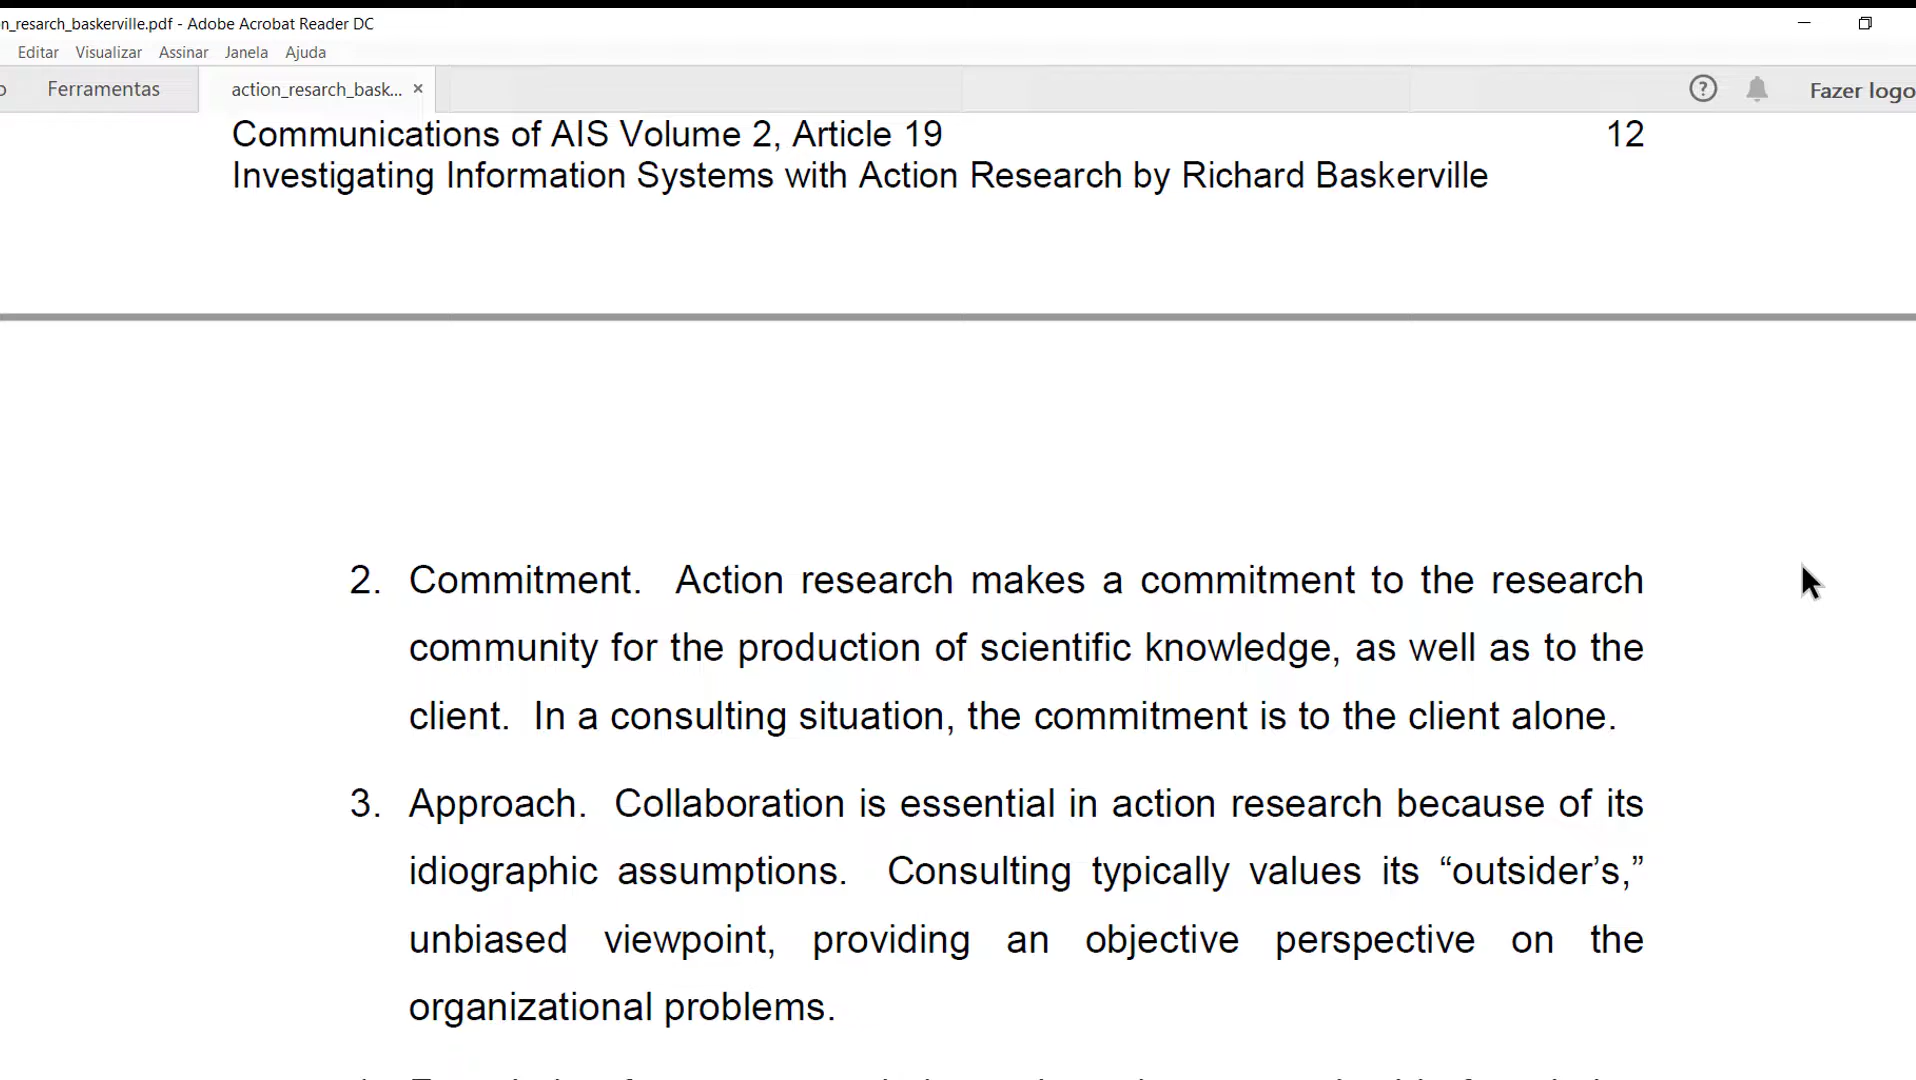 n_resarch_baskerville.pdf - Adobe Acrobat Reader DC
Editar Visualizar Assinar Janela Ajuda
Ferramentas action_resarch_bask... × ? Fazer logo
Communications of AIS Volume 2, Article 19 12
Investigating Information Systems with Action Research by Richard Baskerville
2. Commitment. Action research makes a commitment to the research
community for the production of scientific knowledge, as well as to the
client. In a consulting situation, the commitment is to the client alone.
3. Approach. Collaboration is essential in action research because of its
idiographic assumptions. Consulting typically values its “outsider’s,”
unbiased viewpoint, providing an objective perspective on the
organizational problems.